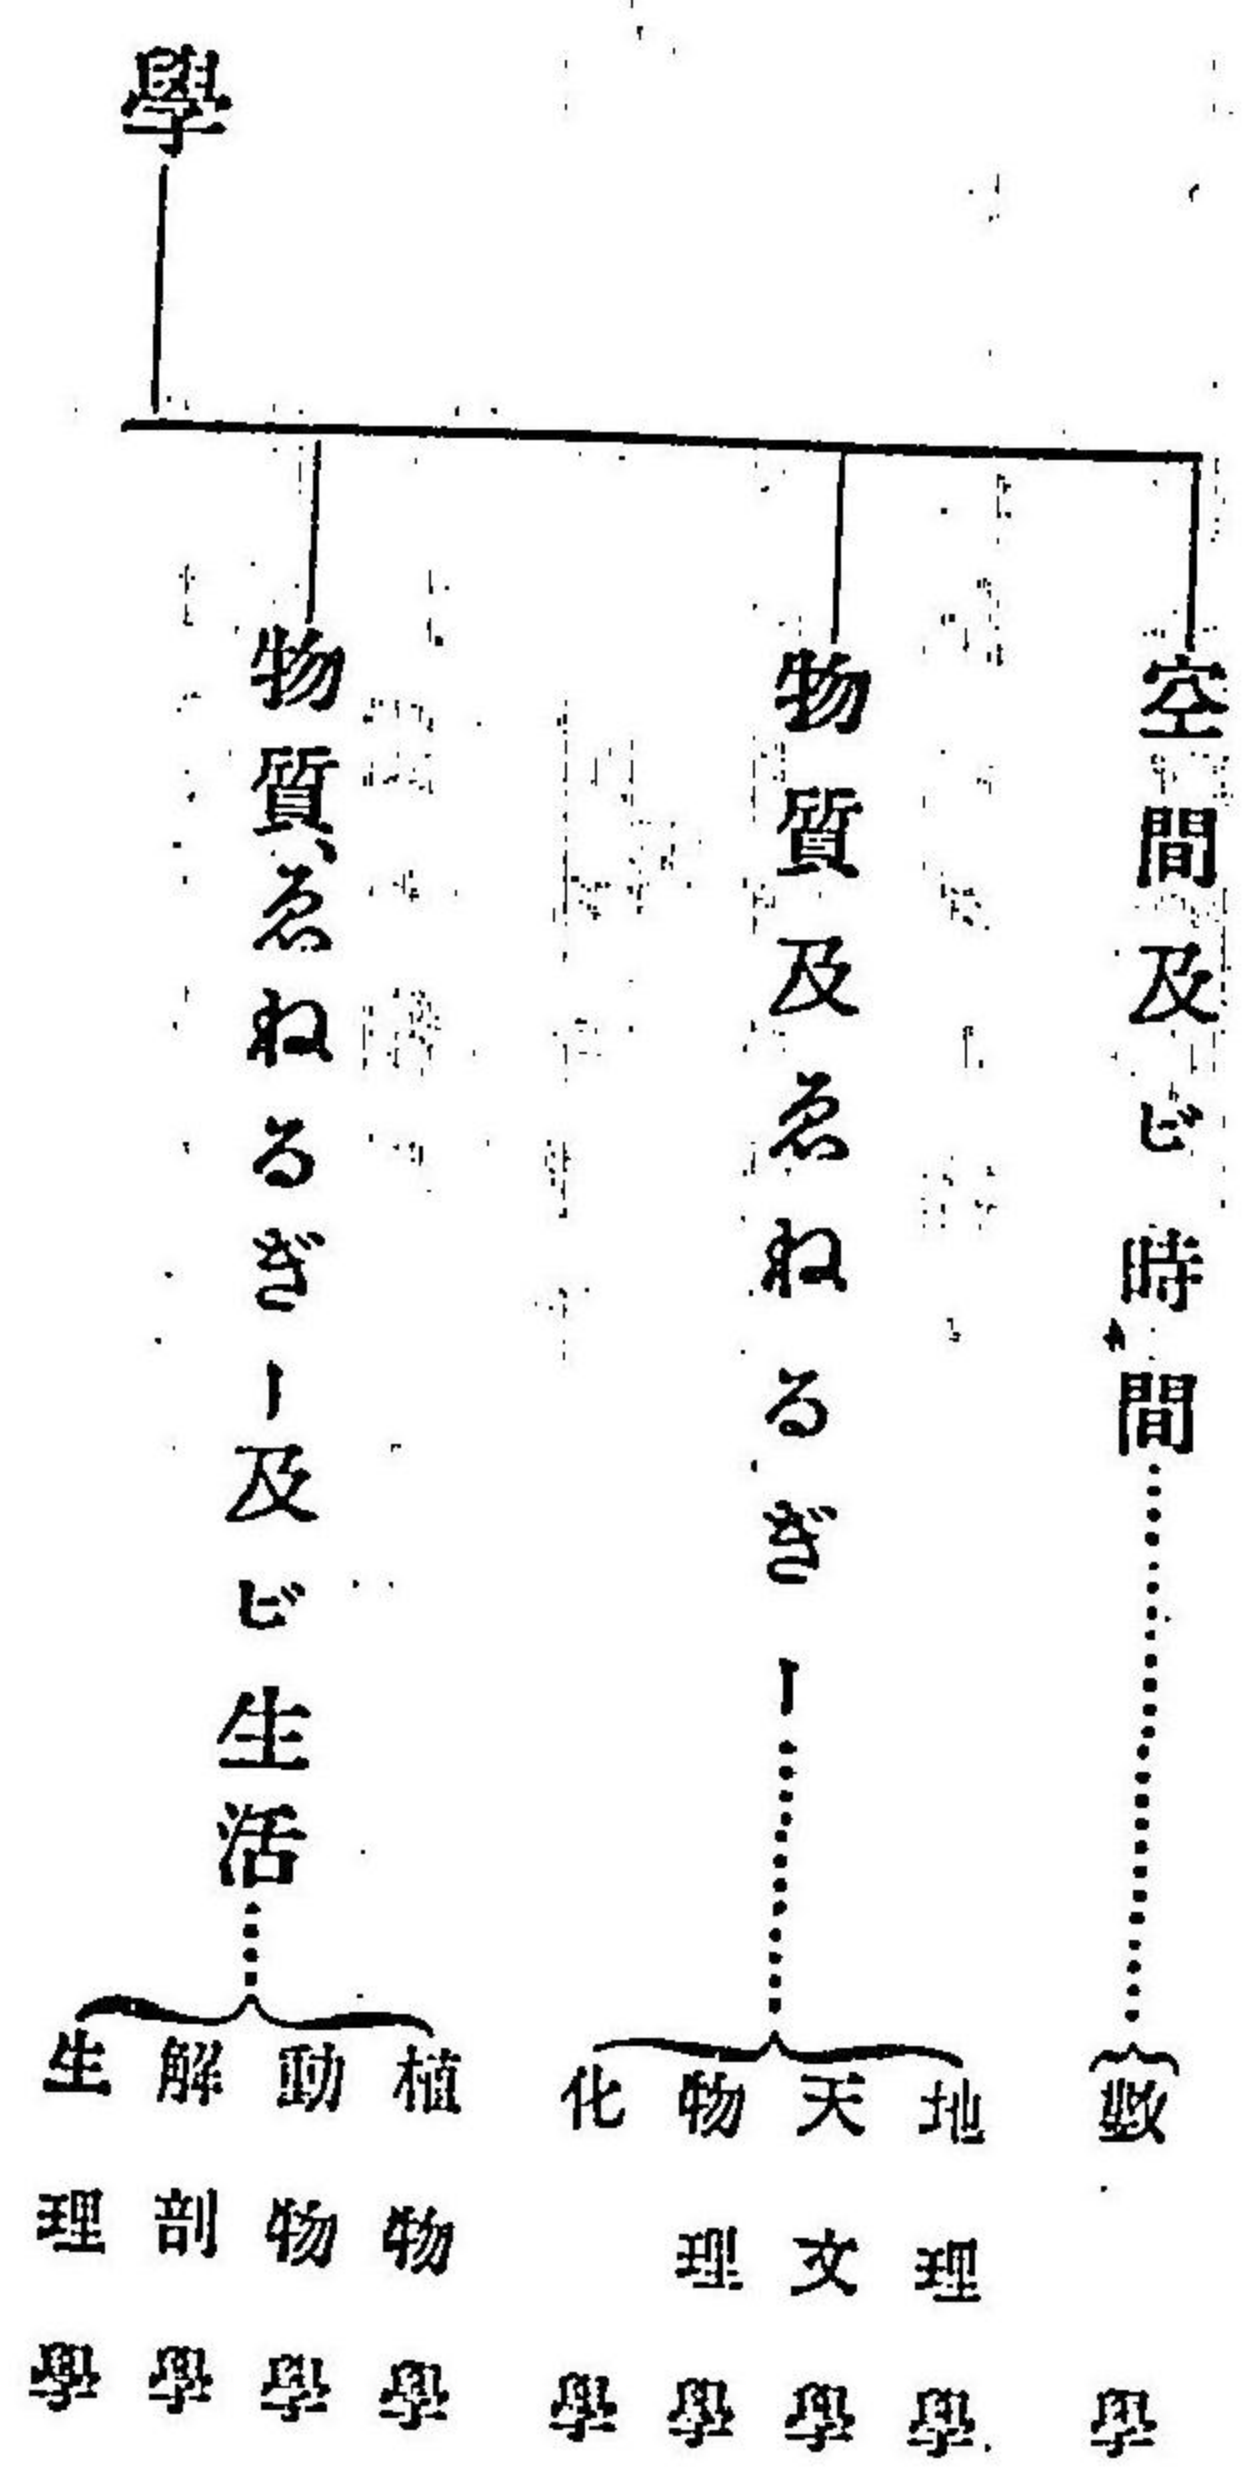 學
空間及ビ時間
數學
物質及ゑねるぎー
地理學
天文學
物理學
化學
物質、ゑねるぎー及ビ生活
植物學
動物學
解剖學
生理學